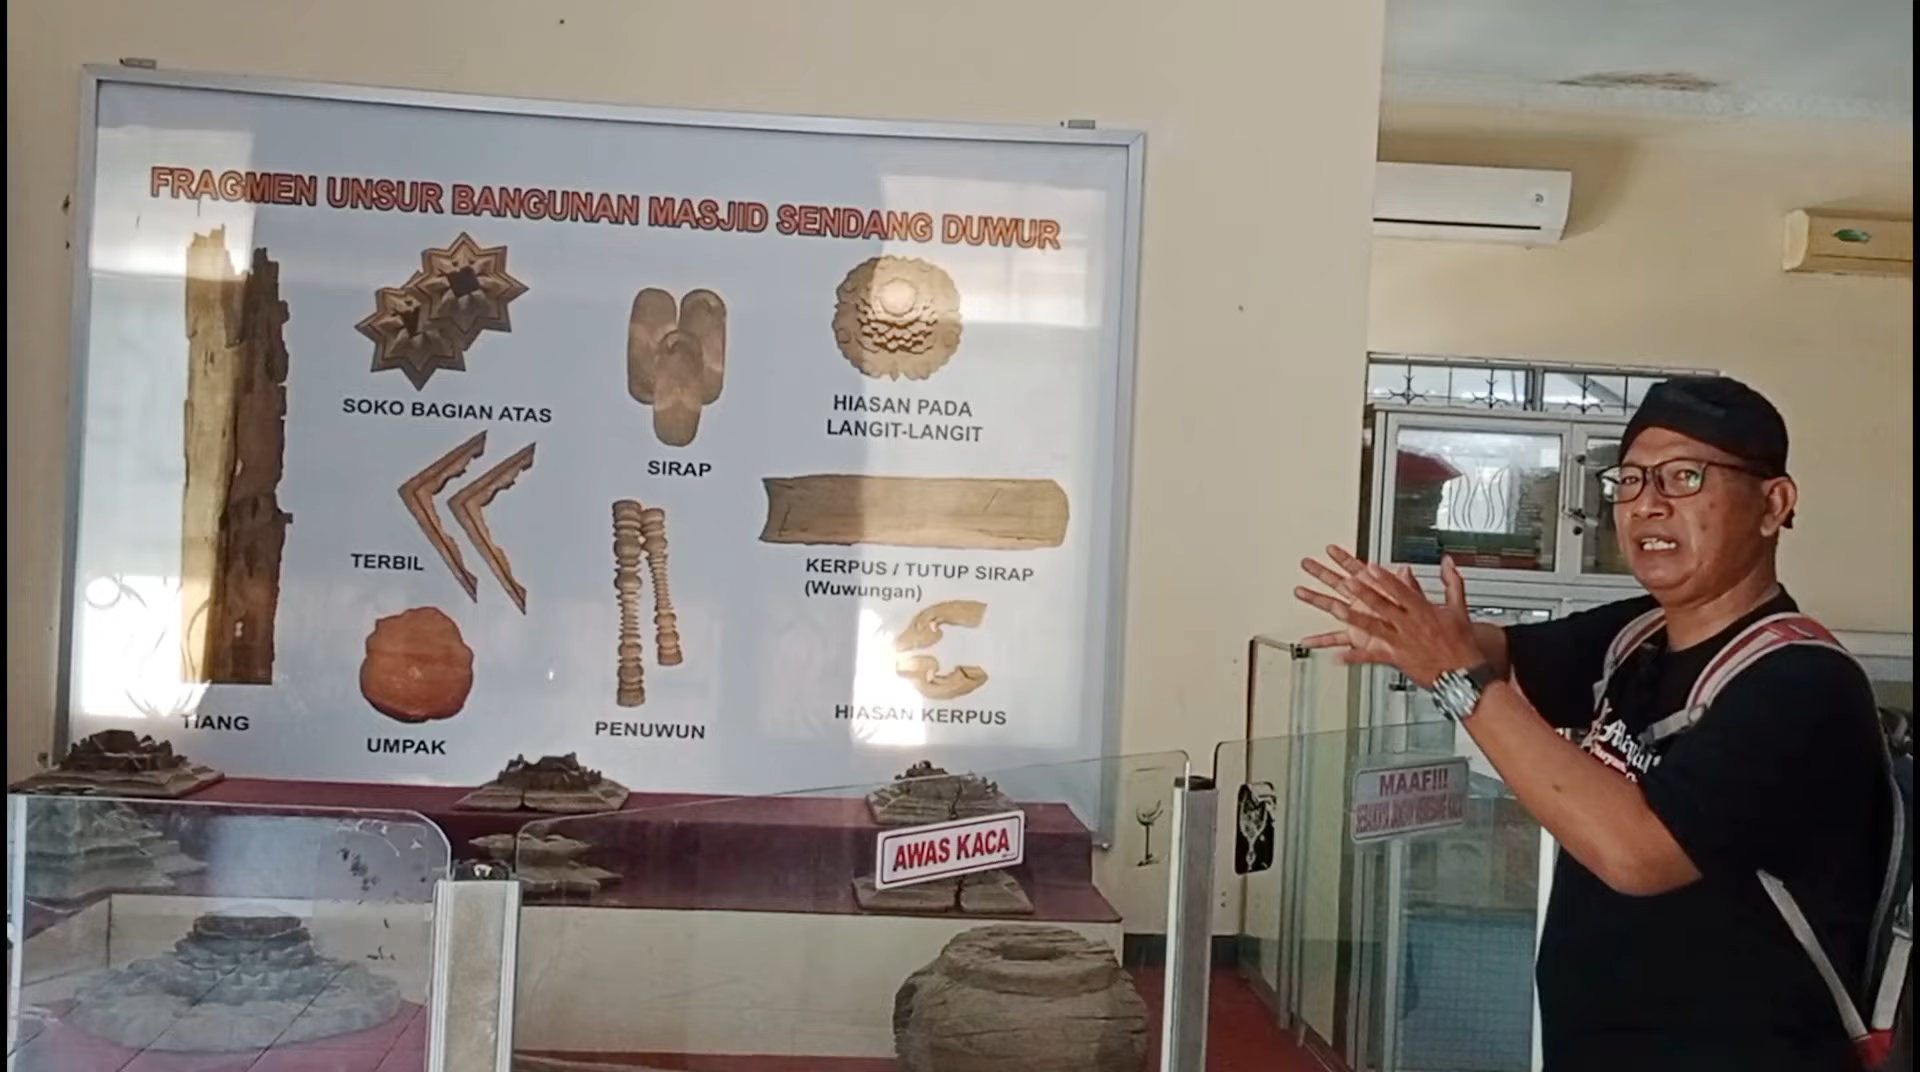 FRAGMEN UNSUR BANGUNAN MASJID SENDANG DUWUR
SOKO BAGIAN ATAS
SIRAP
HIASAN PADA
LANGIT-LANGIT
TERBIL
KERPUS / TUTUP SIRAP
(Wuwungan)
TIANG
UMPAK
PENUWUN
HIASAN KERPUS
AWAS KACA
MAAF!!!